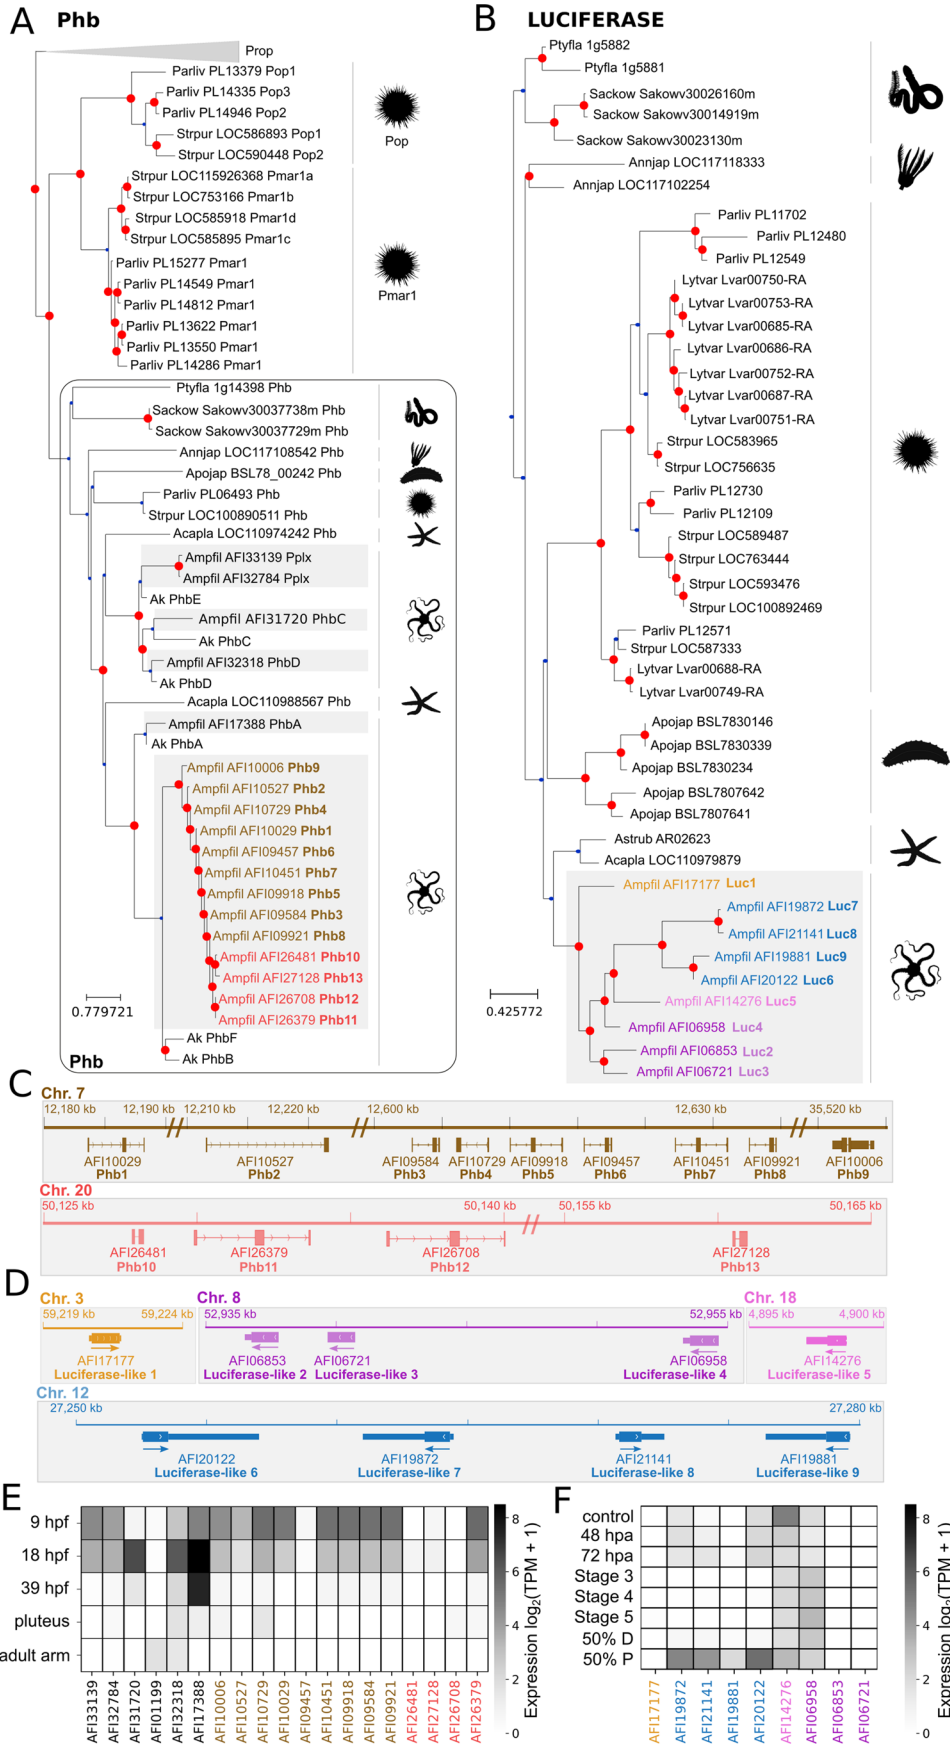 A Phb
Prop
Parliv PL13379 Pop1
Parliv PL14335 Pop3
Parliv PL14946 Pop2
Strpur LOC586893 Pop1
Strpur LOC590448 Pop2
Pop
Strpur LOC115926368 Pmar1a
Strpur LOC753166 Pmar1b
Strpur LOC585918 Pmar1d
Strpur LOC585895 Pmar1c
Parliv PL15277 Pmar1
Parliv PL14549 Pmar1
Parliv PL14812 Pmar1
Parliv PL13622 Pmar1
Parliv PL13550 Pmar1
Parliv PL14286 Pmar1
Pmar1
Ptyfla 1g14398 Phb
Sackow Sakowv30037738m Phb
Sackow Sakowv30037729m Phb
Annjap LOC117108542 Phb
Apojap BSL78_00242 Phb
Parliv PL06493 Phb
Strpur LOC100890511 Phb
Acapla LOC110974242 Phb
Ampfil AFI33139 Pplx
Ampfil AFI32784 Pplx
Ak PhbE
Ampfil AFI31720 PhbC
Ak PhbC
Ampfil AFI32318 PhbD
Ak PhbD
Acapla LOC110988567 Phb
Ampfil AFI17388 PhbA
Ak PhbA
Ampfil AFI10006 Phb9
Ampfil AFI10527 Phb2
Ampfil AFI10729 Phb4
Ampfil AFI10029 Phb1
Ampfil AFI09457 Phb6
Ampfil AFI10451 Phb7
Ampfil AFI09918 Phb5
Ampfil AFI09584 Phb3
Ampfil AFI09921 Phb8
Ampfil AFI26481 Phb10
Ampfil AFI27128 Phb13
Ampfil AFI26708 Phb12
Ampfil AFI26379 Phb11
Ak PhbF
Ak PhbB
0.779721
Phb
B LUCIFERASE
Ptyfla 1g5882
Ptyfla 1g5881
Sackow Sakowv30026160m
Sackow Sakowv30014919m
Sackow Sakowv30023130m
Annjap LOC117118333
Annjap LOC117102254
Parliv PL11702
Parliv PL12480
Parliv PL12549
Lytvar Lvar00750-RA
Lytvar Lvar00753-RA
Lytvar Lvar00685-RA
Lytvar Lvar00686-RA
Lytvar Lvar00752-RA
Lytvar Lvar00687-RA
Lytvar Lvar00751-RA
Strpur LOC583965
Strpur LOC756635
Parliv PL12730
Parliv PL12109
Strpur LOC589487
Strpur LOC763444
Strpur LOC593476
Strpur LOC100892469
Parliv PL12571
Strpur LOC587333
Lytvar Lvar00688-RA
Lytvar Lvar00749-RA
Apojap BSL7830146
Apojap BSL7830339
Apojap BSL7830234
Apojap BSL7807642
Apojap BSL7807641
Astrub AR02623
Acapla LOC110979879
Ampfil AFI17177 Luc1
Ampfil AFI19872 Luc7
Ampfil AFI21141 Luc8
Ampfil AFI19881 Luc9
Ampfil AFI20122 Luc6
Ampfil AFI14276 Luc5
Ampfil AFI06958 Luc4
Ampfil AFI06853 Luc2
Ampfil AFI06721 Luc3
0.425772
C Chr. 7
12,180 kb 12,190 kb 12,210 kb 12,220 kb 12,600 kb 12,630 kb 35,520 kb
AFI10029 AFI10527 AFI09584 AFI10729 AFI09918 AFI09457 AFI10451 AFI09921 AFI10006
Phb1 Phb2 Phb3 Phb4 Phb5 Phb6 Phb7 Phb8 Phb9
Chr. 20
50,125 kb 50,140 kb 50,155 kb 50,165 kb
AFI26481 AFI26379 AFI26708 AFI27128
Phb10 Phb11 Phb12 Phb13
D Chr. 3 Chr. 8 Chr. 18
59,219 kb 59,224 kb 52,935 kb 52,955 kb 4,895 kb 4,900 kb
AFI17177 AFI06853 AFI06721 AFI06958 AFI14276
Luciferase-like 1 Luciferase-like 2 Luciferase-like 3 Luciferase-like 4 Luciferase-like 5
Chr. 12
27,250 kb 27,280 kb
AFI20122 AFI19872 AFI21141 AFI19881
Luciferase-like 6 Luciferase-like 7 Luciferase-like 8 Luciferase-like 9
E
9 hpf
18 hpf
39 hpf
pluteus
adult arm
AFI33139 AFI32784 AFI31720 AFI01199 AFI32318 AFI17388 AFI10006 AFI10527 AFI10729 AFI10029 AFI09457 AFI10451 AFI09918 AFI09584 AFI09921 AFI26481 AFI27128 AFI26708 AFI26379
8
6
4
2
0
Expression log2(TPM + 1)
F
control
48 hpa
72 hpa
Stage 3
Stage 4
Stage 5
50% D
50% P
AFI17177 AFI19872 AFI21141 AFI19881 AFI20122 AFI14276 AFI06958 AFI06853 AFI06721
8
6
4
2
0
Expression log2(TPM + 1)